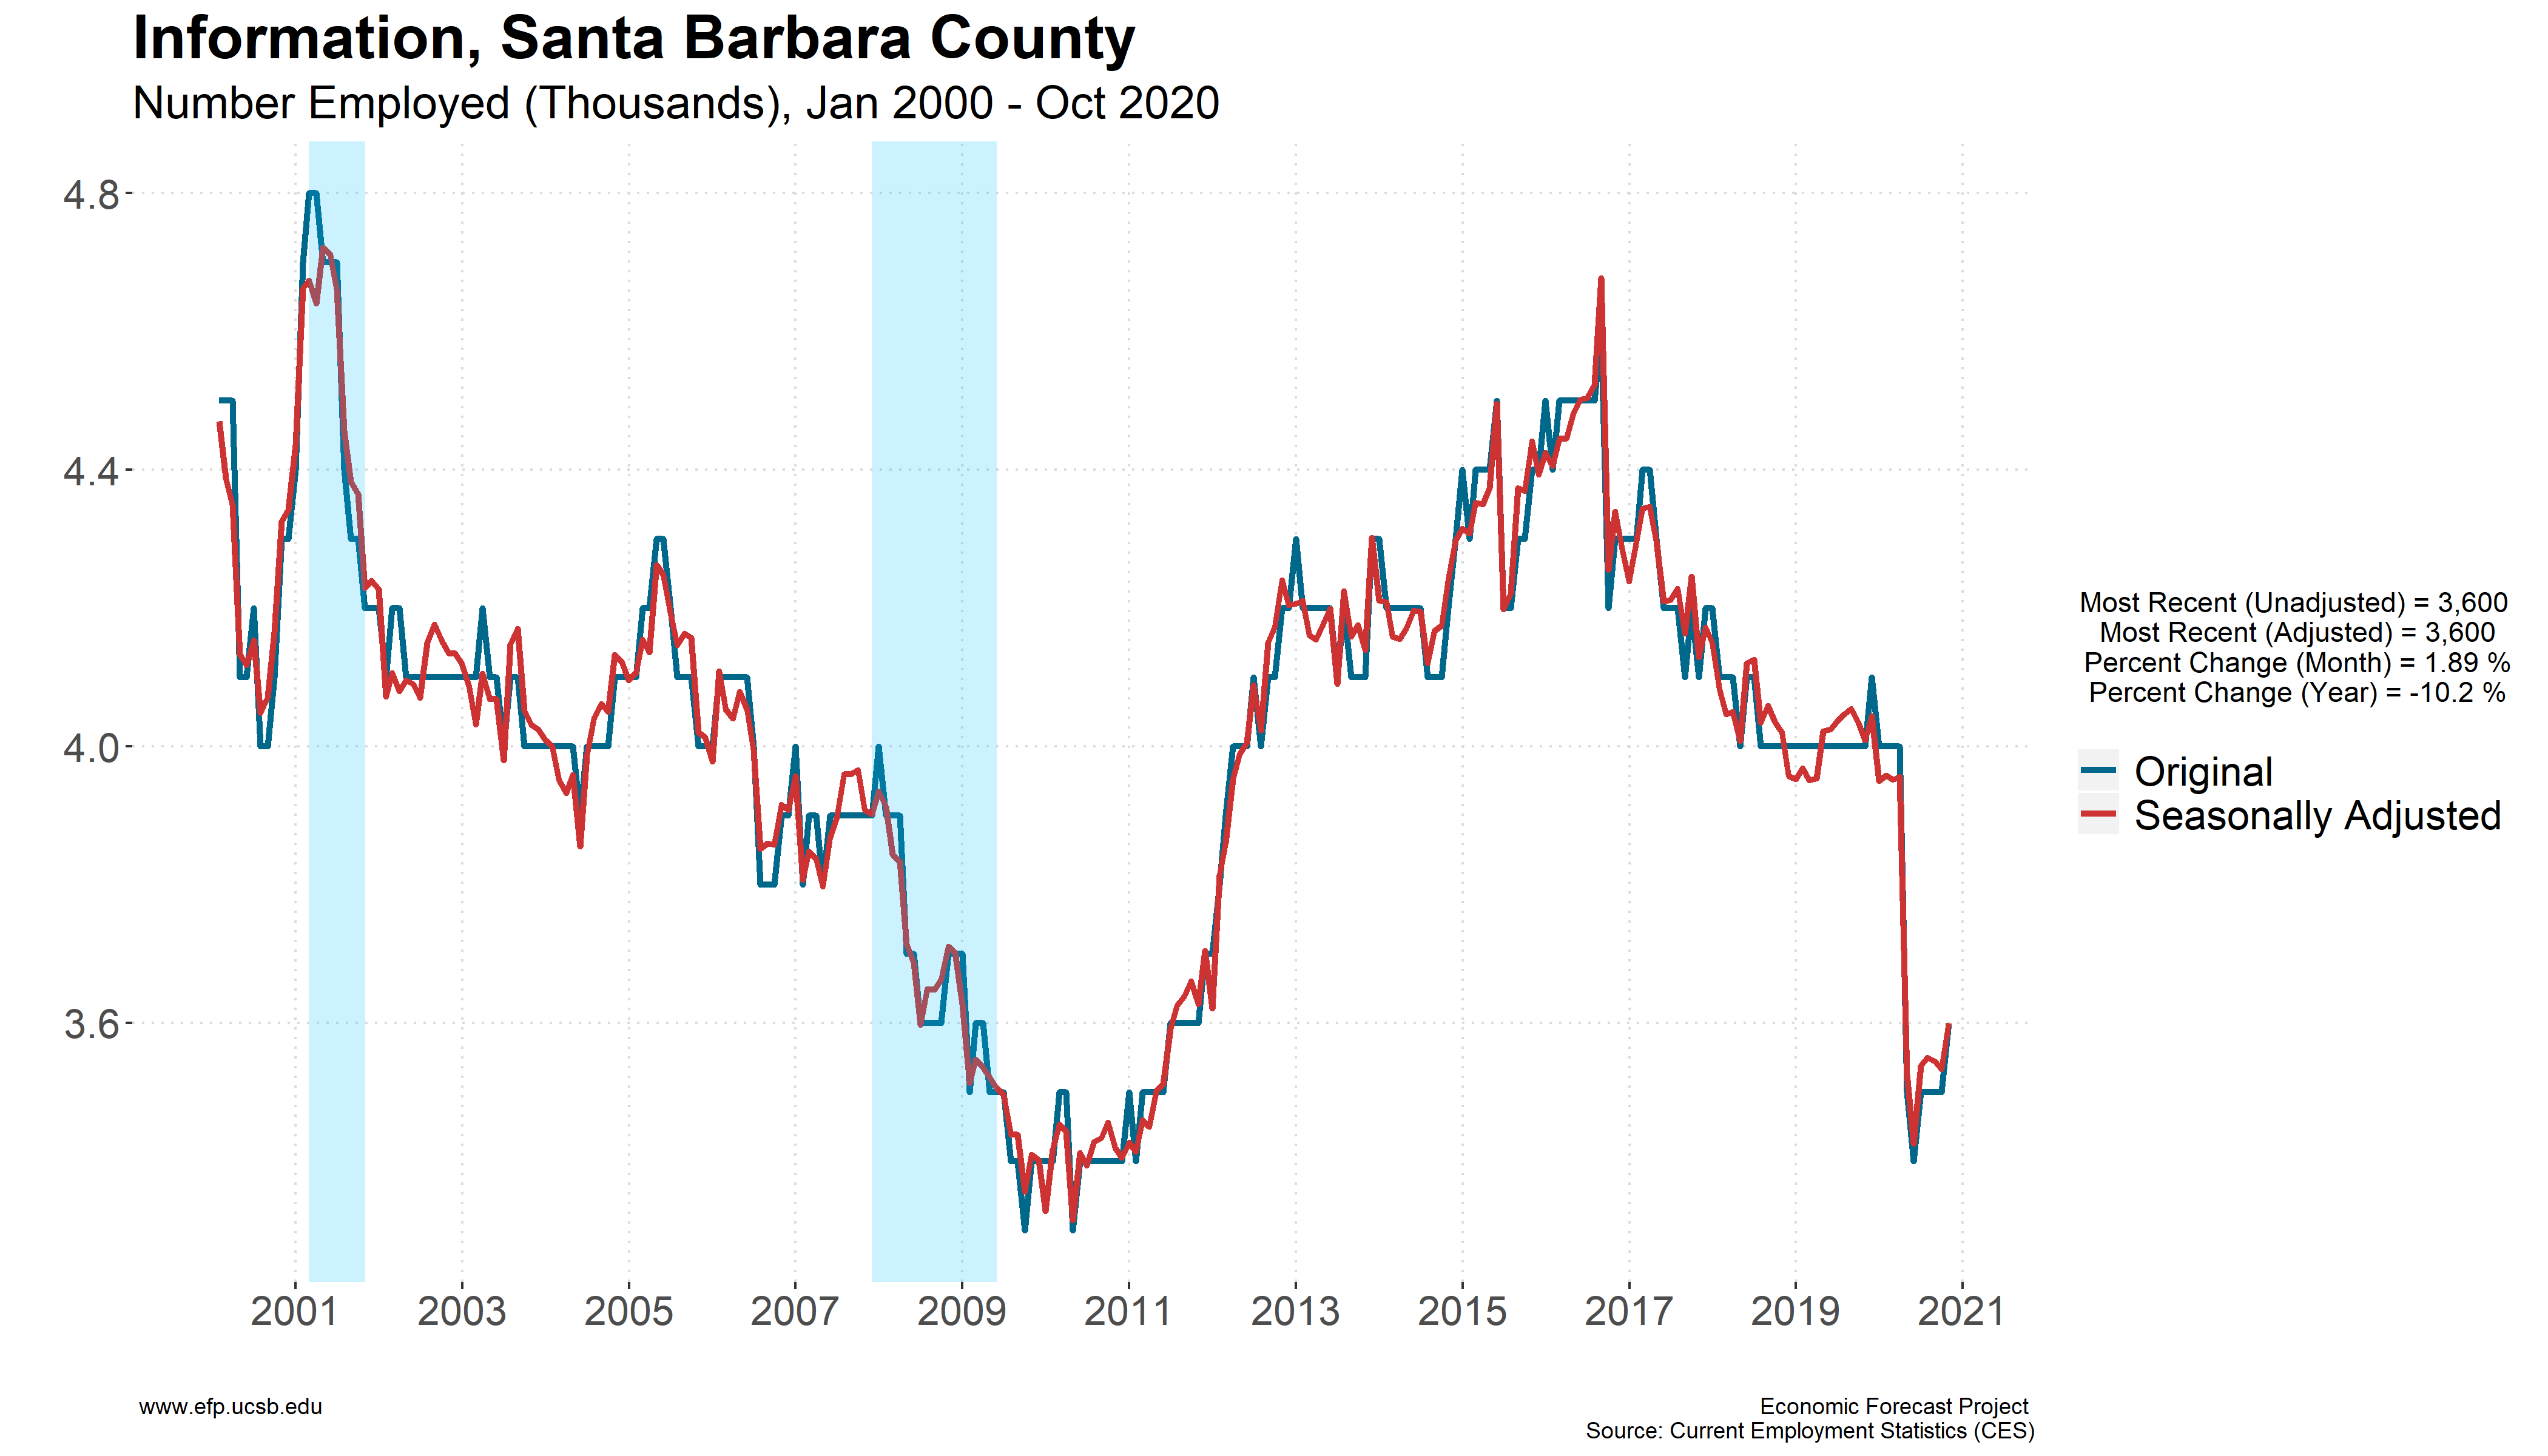 Information, Santa Barbara County
Number Employed (Thousands), Jan 2000 - Oct 2020
4.8
4.4
4.0
3.6
2001 2003 2005 2007 2009 2011 2013 2015 2017 2019 2021
Most Recent (Unadjusted) = 3,600
Most Recent (Adjusted) = 3,600
Percent Change (Month) = 1.89 %
Percent Change (Year) = -10.2 %
Original
Seasonally Adjusted
www.efp.ucsb.edu
Economic Forecast Project
Source: Current Employment Statistics (CES)